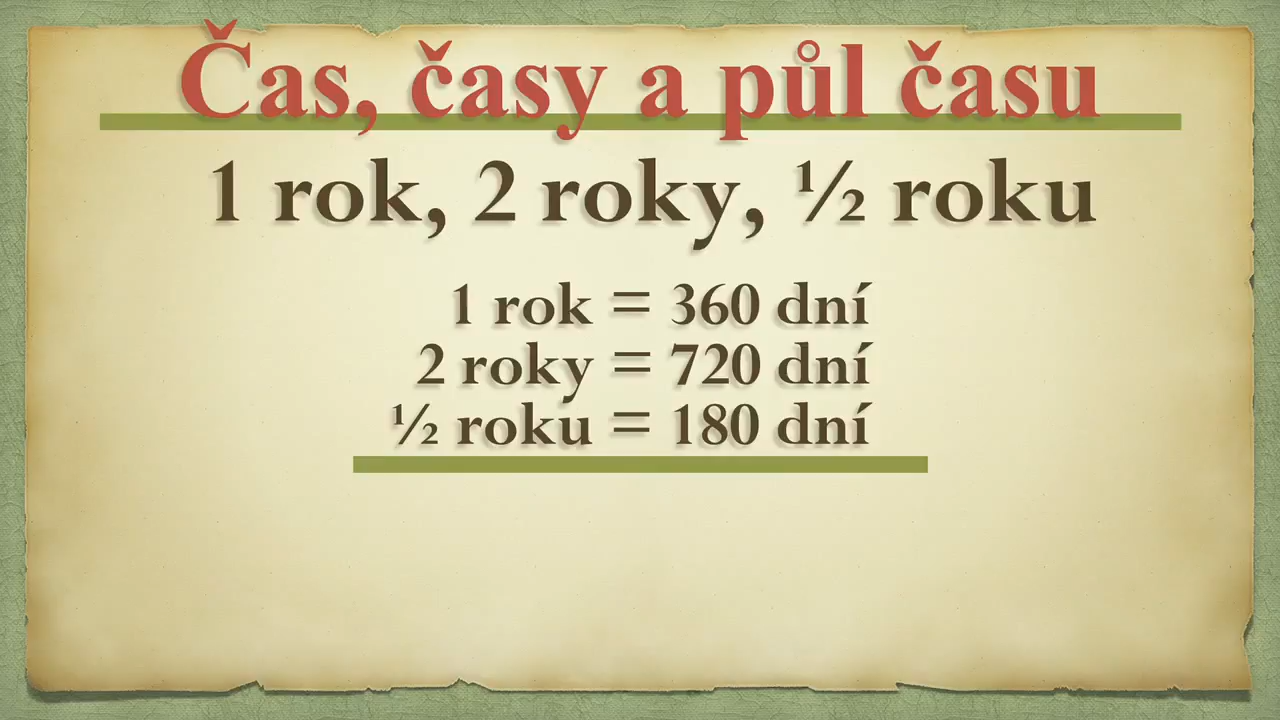 Čas, časy a půl času
1 rok, 2 roky, ½ roku
1 rok = 360 dní
2 roky = 720 dní
½ roku = 180 dní